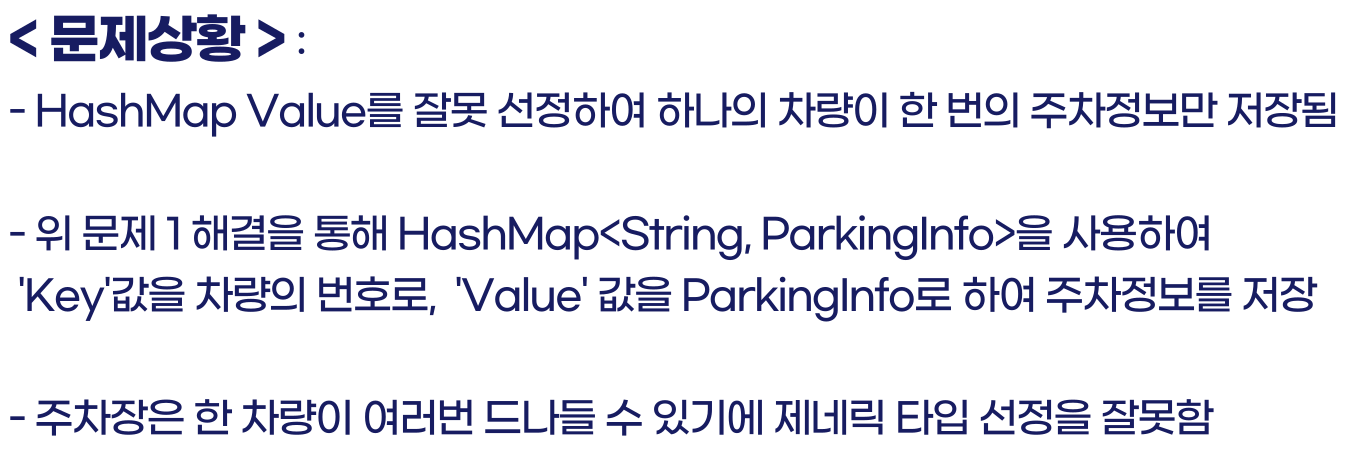 < 문제상황 > :
- HashMap Value를 잘못 선정하여 하나의 차량이 한 번의 주차정보만 저장됨
- 위 문제 1 해결을 통해 HashMap<String, ParkingInfo>을 사용하여
'Key'값을 차량의 번호로, 'Value' 값을 ParkingInfo로 하여 주차정보를 저장
- 주차장은 한 차량이 여러번 드나들 수 있기에 제네릭 타입 선정을 잘못함